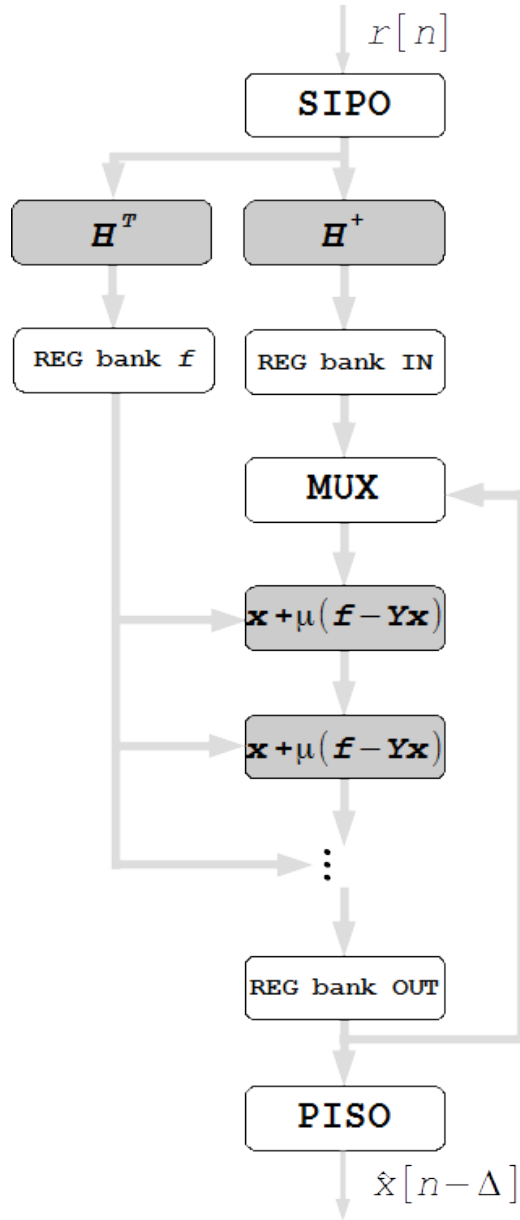 r[n]
SIPO
H^T
H^+
REG bank f
REG bank IN
MUX
x+μ(f−Yx)
x+μ(f−Yx)
⋮
REG bank OUT
PISO
x̂[n−Δ]